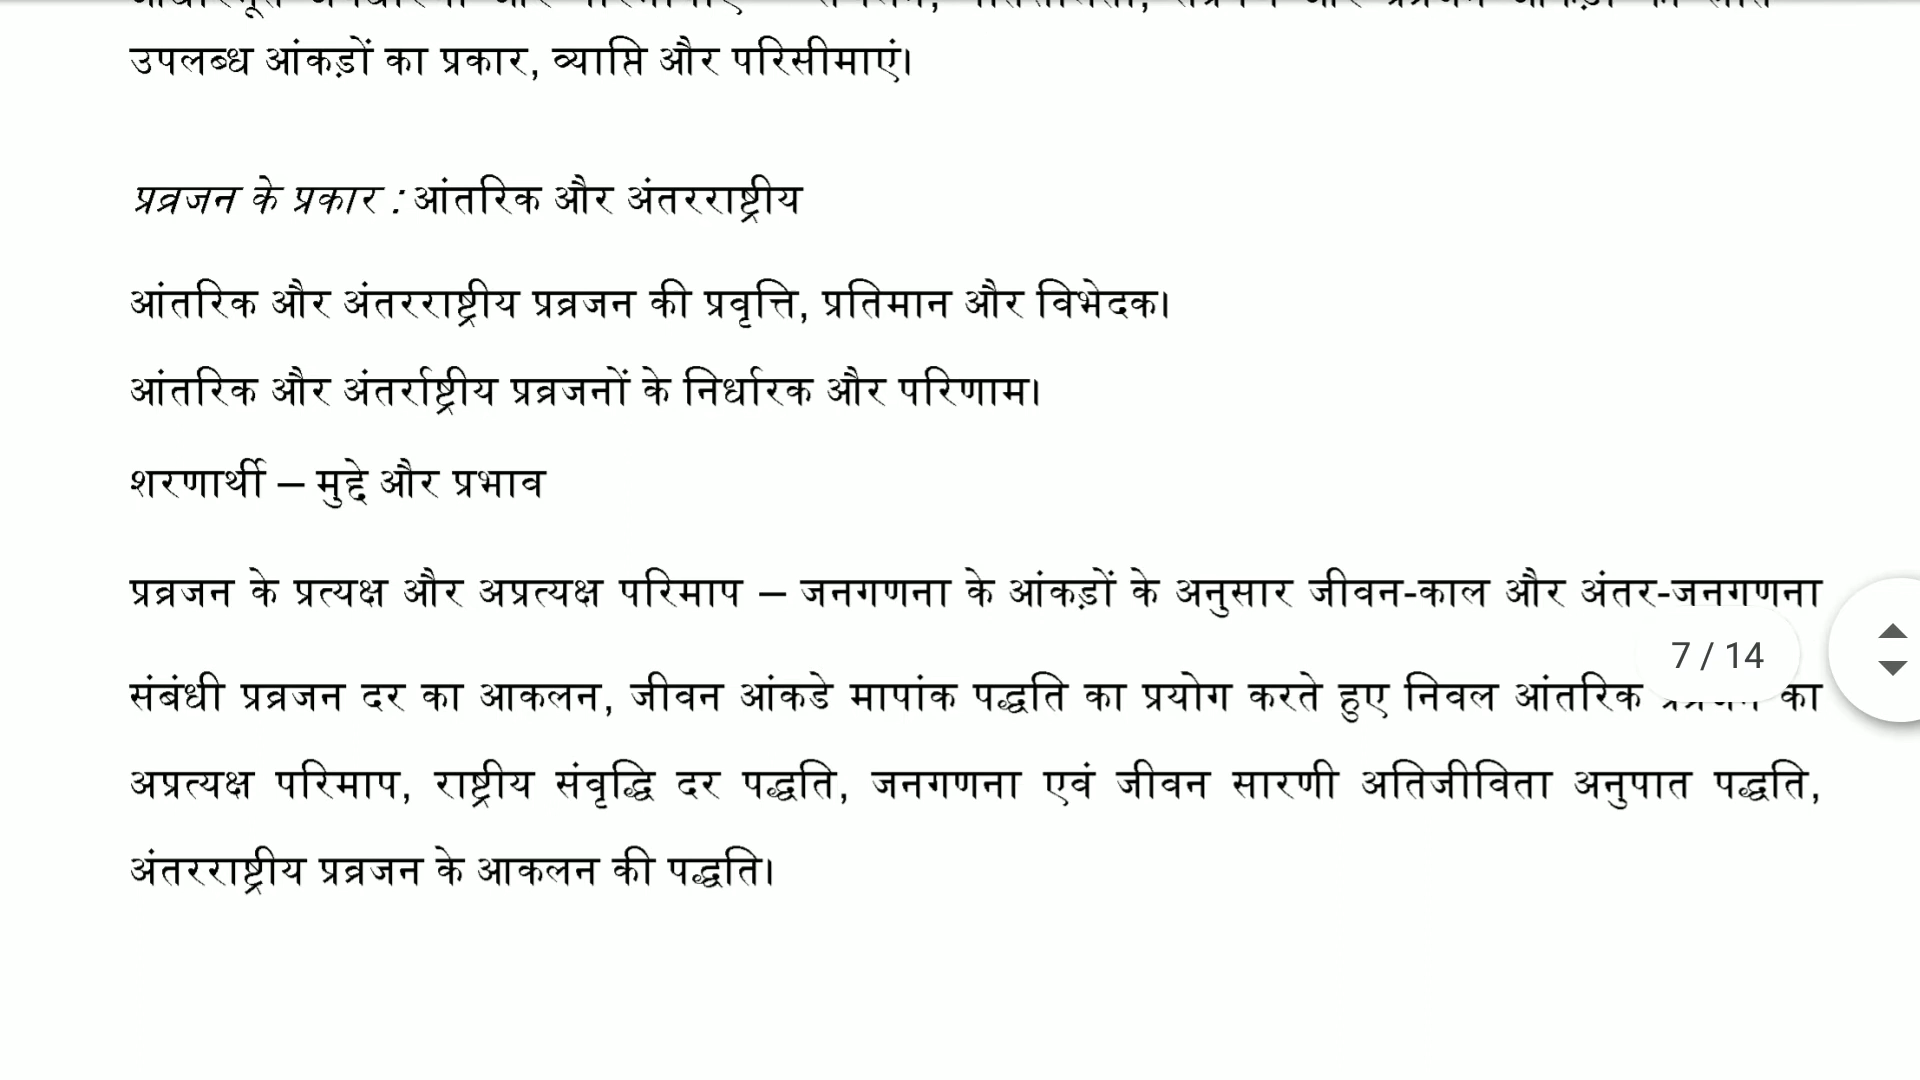 उपलब्ध आंकड़ों का प्रकार, व्याप्ति और परिसीमाएं।
प्रव्रजन के प्रकार : आंतरिक और अंतरराष्ट्रीय
आंतरिक और अंतरराष्ट्रीय प्रव्रजन की प्रवृत्ति, प्रतिमान और विभेदक।
आंतरिक और अंतर्राष्ट्रीय प्रव्रजनों के निर्धारक और परिणाम।
शरणार्थी – मुद्दे और प्रभाव
प्रव्रजन के प्रत्यक्ष और अप्रत्यक्ष परिमाप – जनगणना के आंकड़ों के अनुसार जीवन-काल और अंतर-जनगणना
7 / 14
संबंधी प्रव्रजन दर का आकलन, जीवन आंकडे मापांक पद्धति का प्रयोग करते हुए निवल आंतरिक का
अप्रत्यक्ष परिमाप, राष्ट्रीय संवृद्धि दर पद्धति, जनगणना एवं जीवन सारणी अतिजीविता अनुपात पद्धति,
अंतरराष्ट्रीय प्रव्रजन के आकलन की पद्धति।